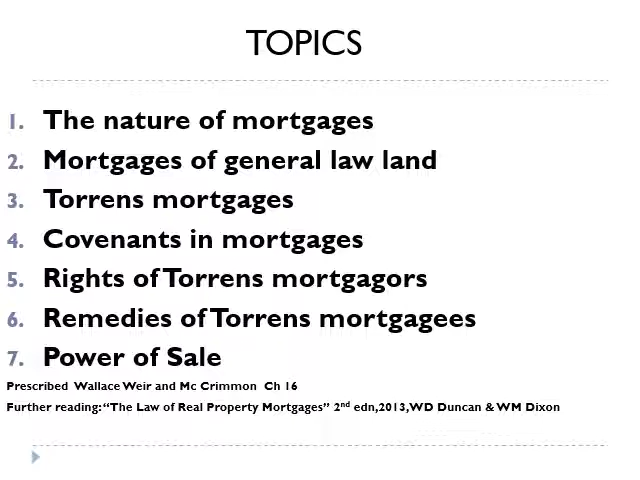 TOPICS
1. The nature of mortgages
2. Mortgages of general law land
3. Torrens mortgages
4. Covenants in mortgages
5. Rights of Torrens mortgagors
6. Remedies of Torrens mortgagees
7. Power of Sale
Prescribed Wallace Weir and Mc Crimmon Ch 16
Further reading: “The Law of Real Property Mortgages” 2nd edn,2013,WD Duncan & WM Dixon